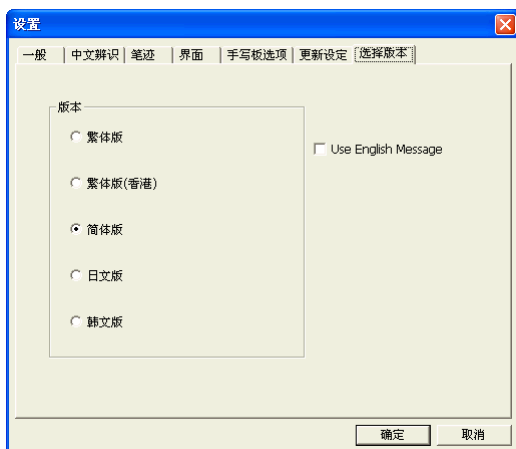 设置
一般 中文辨识 笔迹 界面 手写板选项 更新设定 选择版本
版本
繁体版
Use English Message
繁体版(香港)
简体版
日文版
韩文版
确定 取消